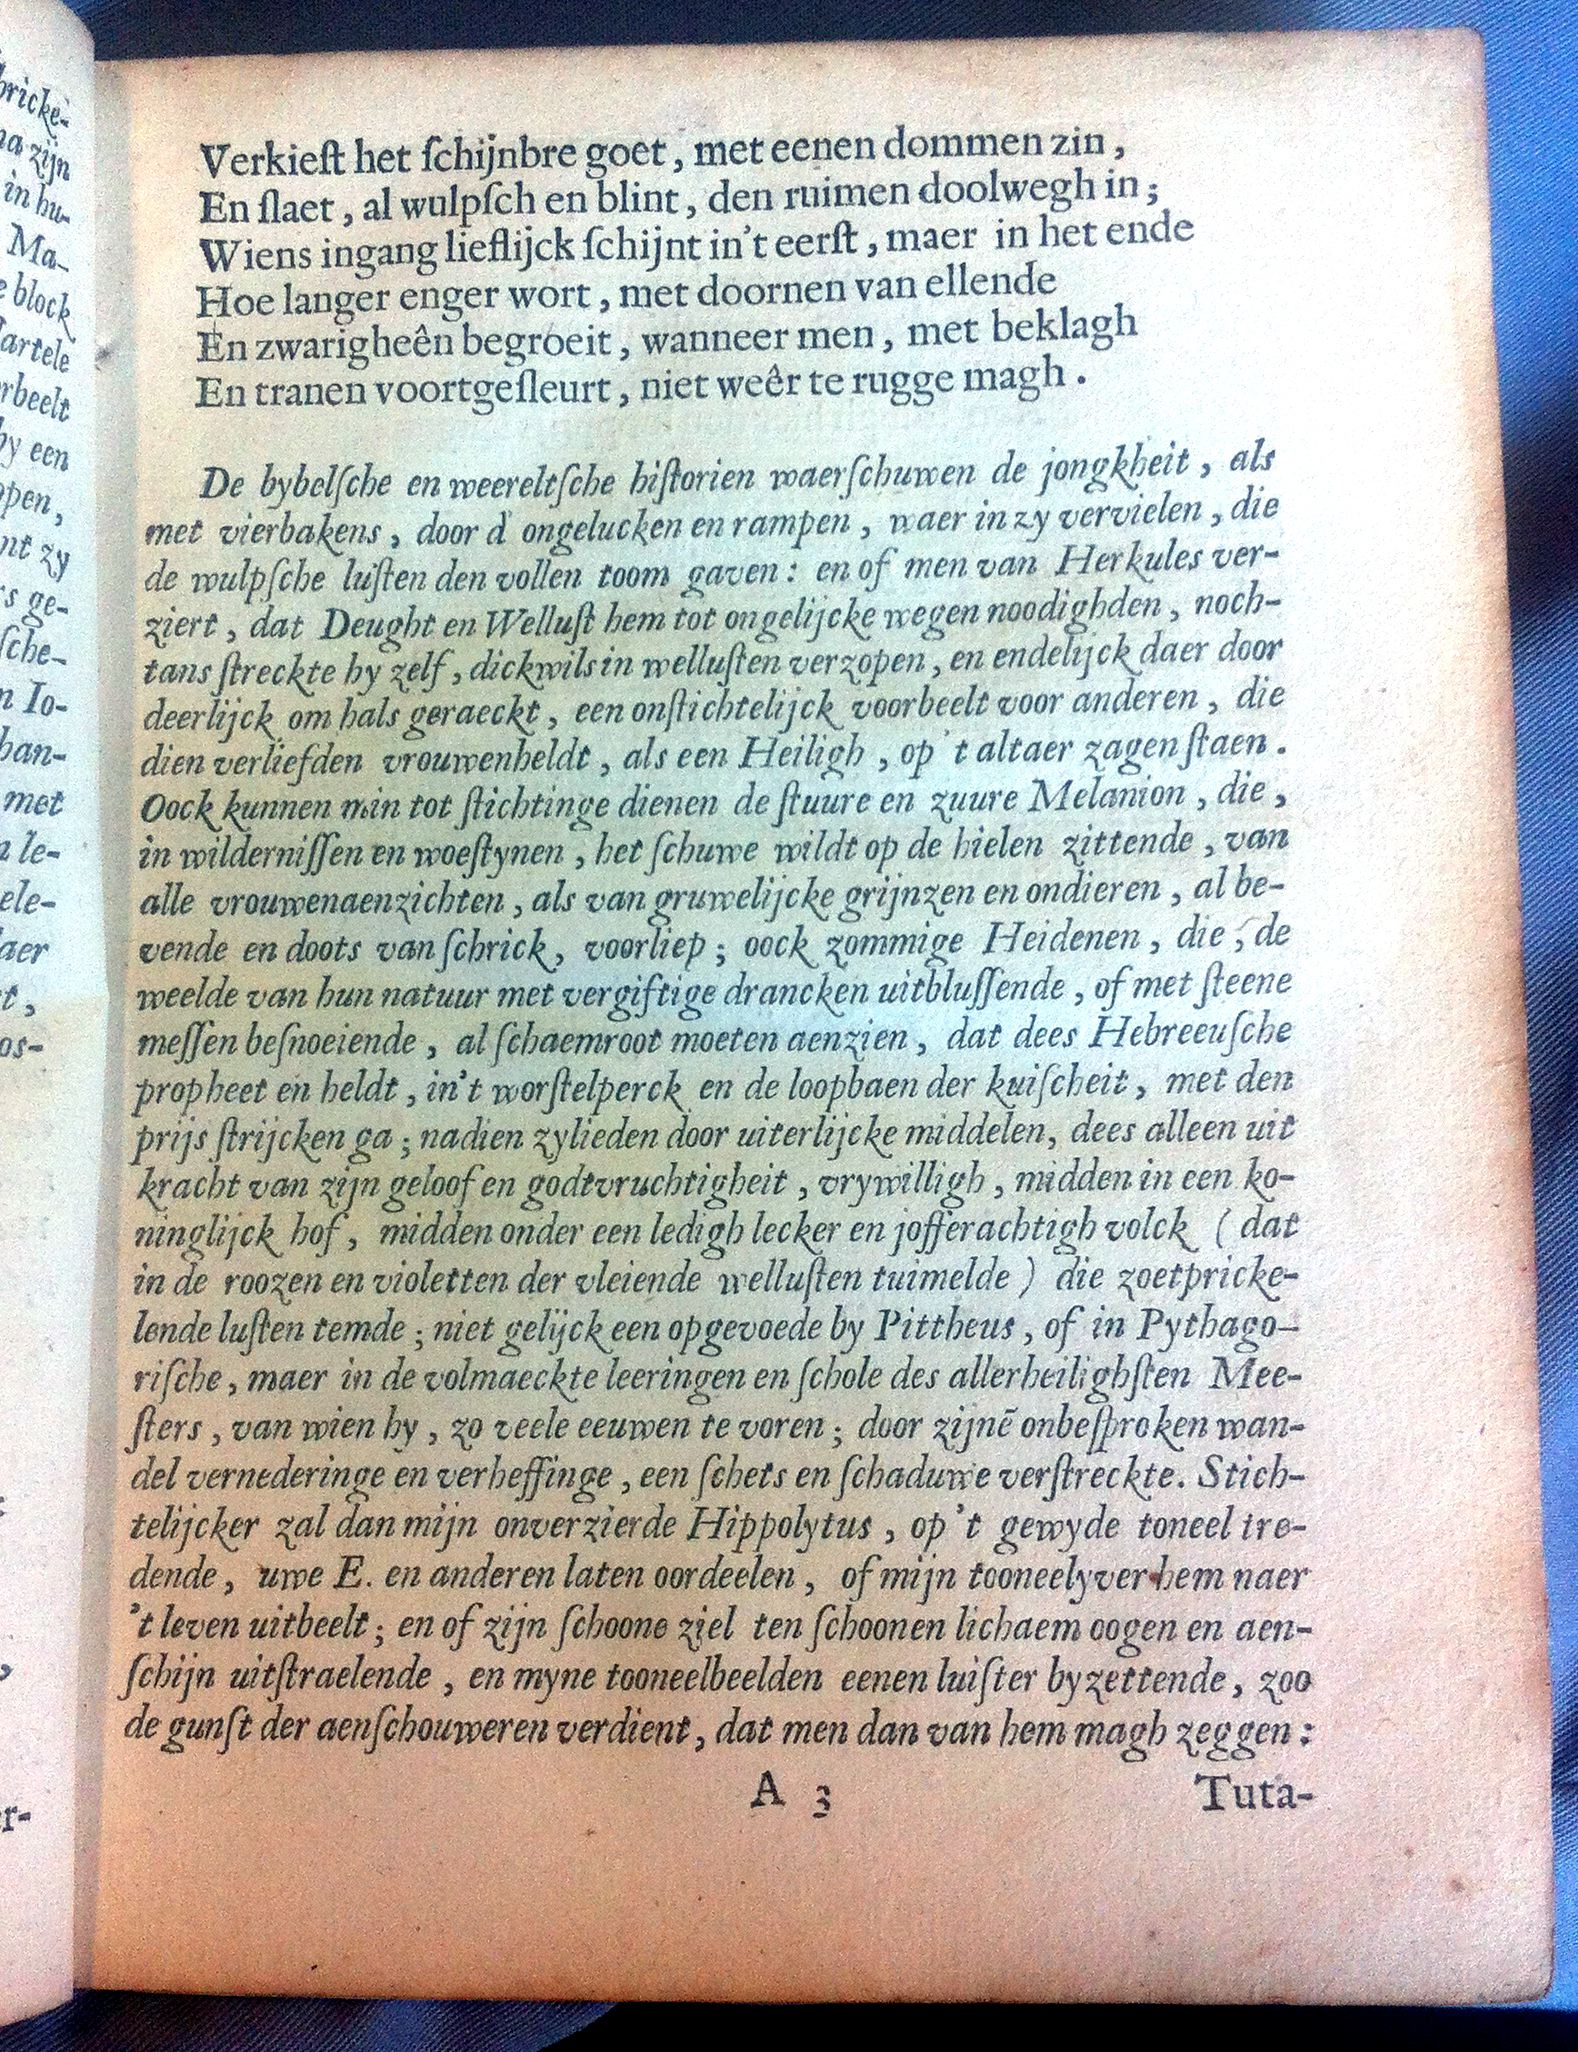 Verkieſt het ſchijnbre goet, met eenen dommen zin,
En ſlaet, al wulpſch en blint, den ruimen doolwegh in;
Wiens ingang lieflijck ſchijnt in't eerſt, maer in het ende
Hoe langer enger wort, met doornen van ellende
En zwarigheên begroeit, wanneer men, met beklagh
En tranen voortgeſleurt, niet weêr te rugge magh.
De bybelſche en weereltſche hiſtorien waerſchuwen de jongkheit, als
met vierbakens, door d' ongelucken en rampen, waer in zy vervielen, die
de wulpſche luſten den vollen toom gaven: en of men van Herkules ver-
ziert, dat Deught en Welluſt hem tot ongelijcke wegen noodighden, noch-
tans ſtreckte hy zelf, dickwils in welluſten verzopen, en endelijck daer door
deerlijck om hals geraeckt, een onſtichtelijck voorbeelt voor anderen, die
dien verliefden vrouwenheldt, als een Heiligh, op 't altaer zagen ſtaen.
Oock kunnen min tot ſtichtinge dienen de ſtuure en zuure Melanion, die,
in wilderniſſen en woeſtynen, het ſchuwe wildt op de hielen zittende, van
alle vrouwenaenzichten, als van gruwelijcke grijnzen en ondieren, al be-
vende en doots van ſchrick, voorliep; oock zommige Heidenen, die, de
weelde van hun natuur met vergiftige drancken uitbluſſende, of met ſteene
meſſen beſnoeiende, al ſchaemroot moeten aenzien, dat dees Hebreeuſche
propheet en heldt, in't worſtelperck en de loopbaen der kuiſcheit, met den
prijs ſtrijcken ga; nadien zylieden door uiterlijcke middelen, dees alleen uit
kracht van zijn geloof en godtvruchtigheit, vrywilligh, midden in een ko-
ninglijck hof, midden onder een ledigh lecker en jofferachtigh volck (dat
in de roozen en violetten der vleiende welluſten tuimelde) die zoetpricke-
lende luſten temde; niet gelijck een opgevoede by Pittheus, of in Pythago-
riſche, maer in de volmaeckte leeringen en ſchole des allerheilighſten Mee-
ſters, van wien hy, zo veele eeuwen te voren; door zijnē onbeſproken wan-
del vernederinge en verheffinge, een ſchets en ſchaduwe verſtreckte. Stich-
telijcker zal dan mijn onverzierde Hippolytus, op 't gewyde toneel tre-
dende, uwe E. en anderen laten oordeelen, of mijn tooneelyver hem naer
't leven uitbeelt; en of zijn ſchoone ziel ten ſchoonen lichaem oogen en aen-
ſchijn uitſtraelende, en myne tooneelbeelden eenen luiſter byzettende, zoo
de gunſt der aenſchouweren verdient, dat men dan van hem magh zeggen:
A 3 Tuta-